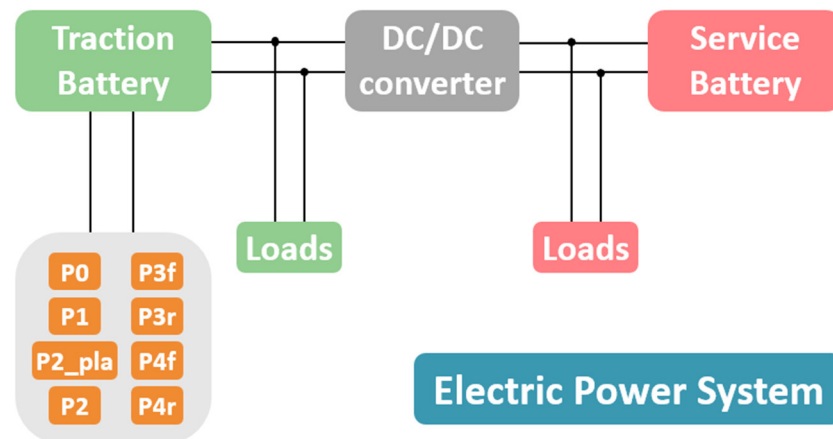 Traction
Battery
DC/DC
converter
Service
Battery
Loads
Loads
P0
P3f
P1
P3r
P2_pla
P4f
P2
P4r
Electric Power System